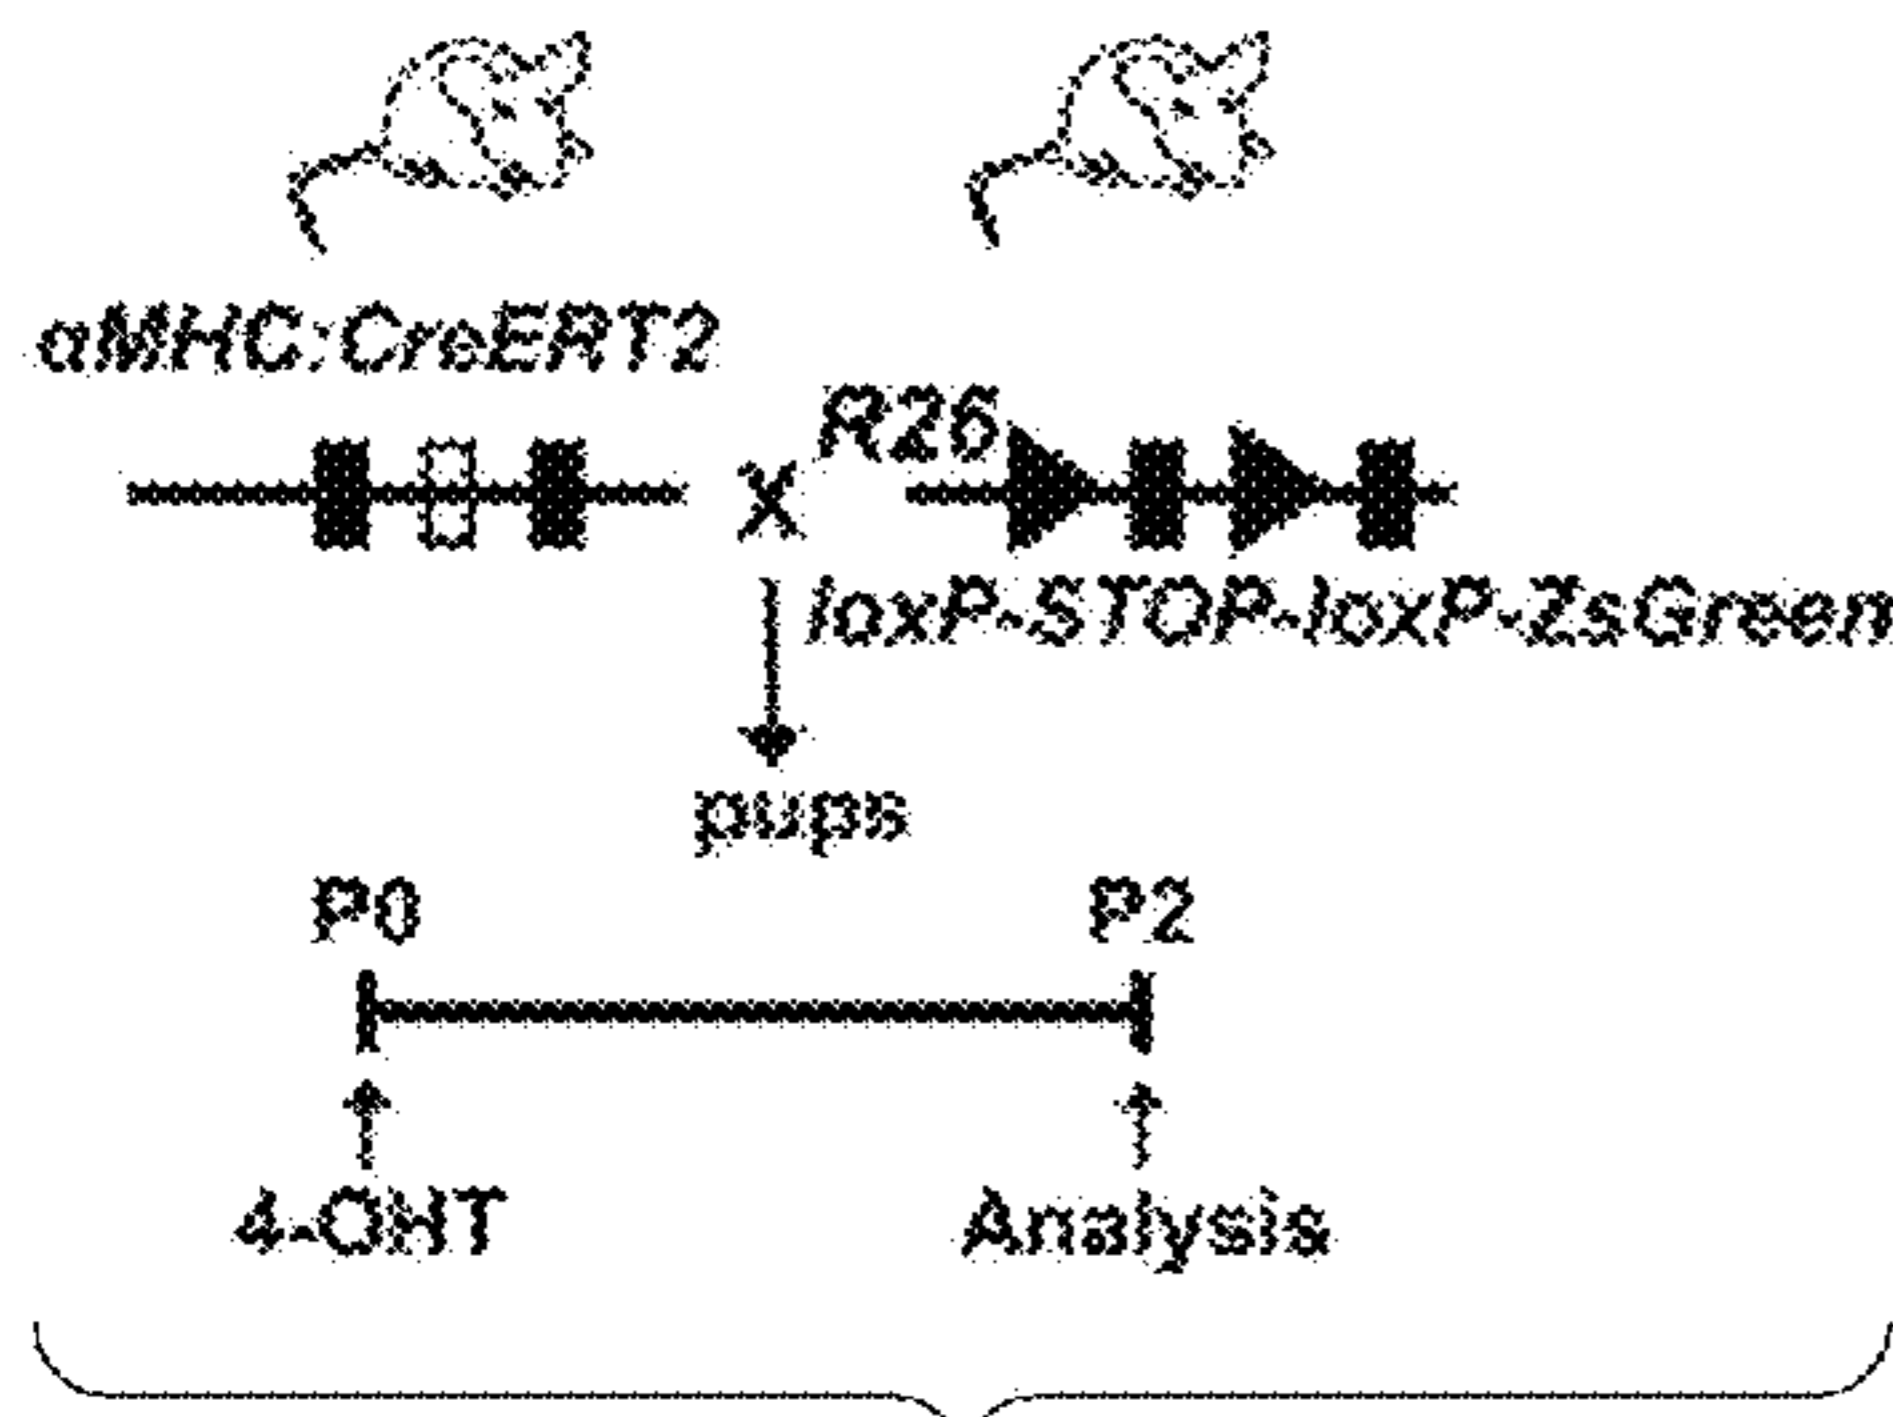 αMHC:CreERT2
R26
X
loxP-STOP-loxP-ZsGreen
pups
P0 P2
4-OHT Analysis